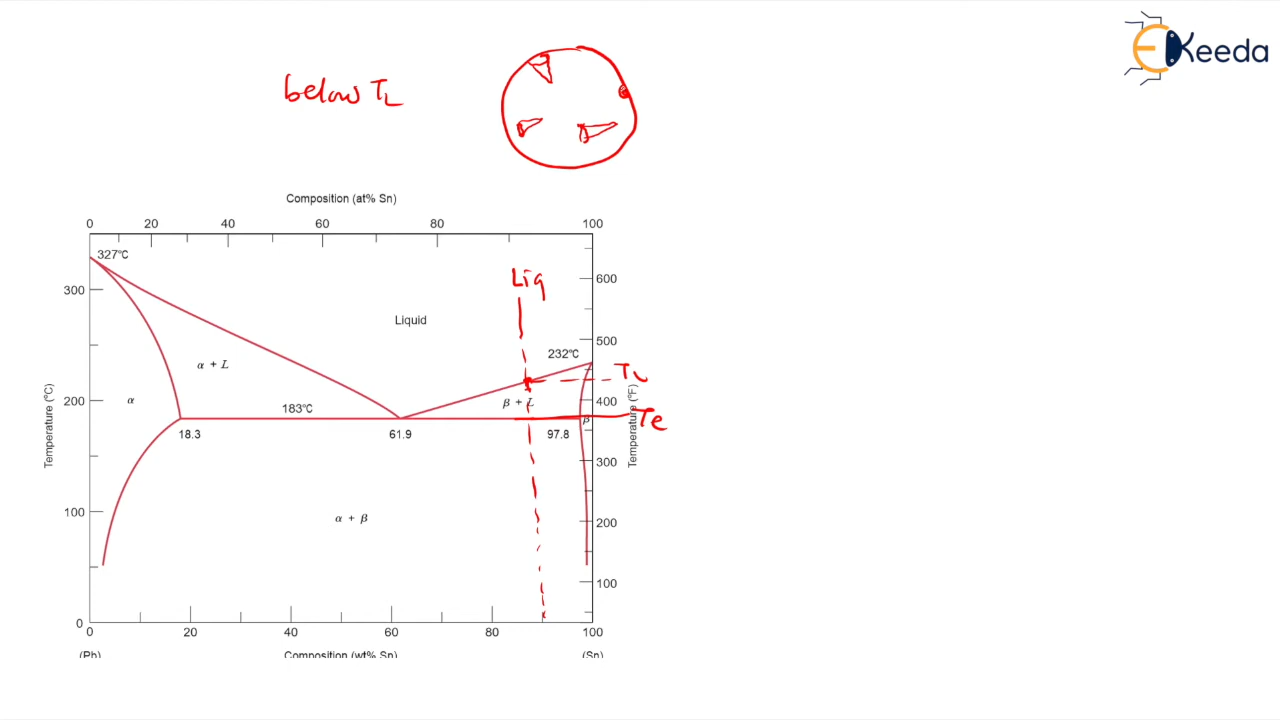 EKeeda
below TL
Composition (at% Sn)
0 20 40 60 80 100
327°C
Liq
600
300
Liquid
500
232°C
α + L
TL
200
α
β + L
400
183°C
β
Te
18.3
61.9
97.8
Temperature (°C)
Temperature (°F)
300
100
α + β
200
100
0
0 20 40 60 80 100
(Pb)
Composition (wt% Sn)
(Sn)